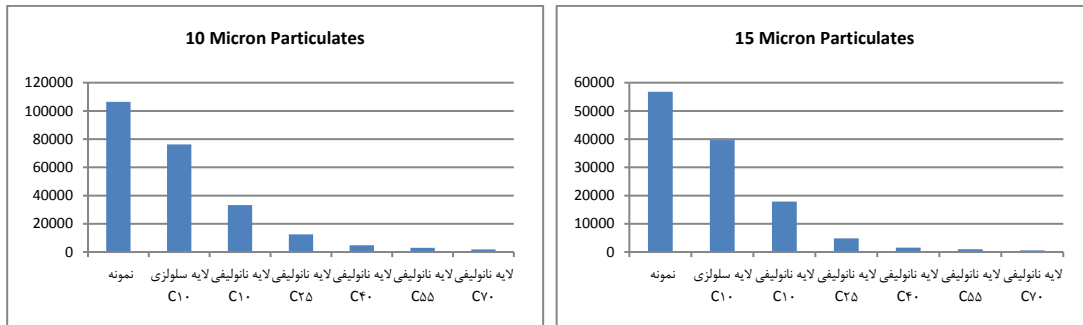 10 Micron Particulates
120000
100000
80000
60000
40000
20000
0
نمونه
لایه سلولزی
C۱۰
لایه نانولیفی
C۱۰
لایه نانولیفی
C۲۵
لایه نانولیفی
C۴۰
لایه نانولیفی
C۵۵
لایه نانولیفی
C۷۰
15 Micron Particulates
60000
50000
40000
30000
20000
10000
0
نمونه
لایه سلولزی
C۱۰
لایه نانولیفی
C۱۰
لایه نانولیفی
C۲۵
لایه نانولیفی
C۴۰
لایه نانولیفی
C۵۵
لایه نانولیفی
C۷۰